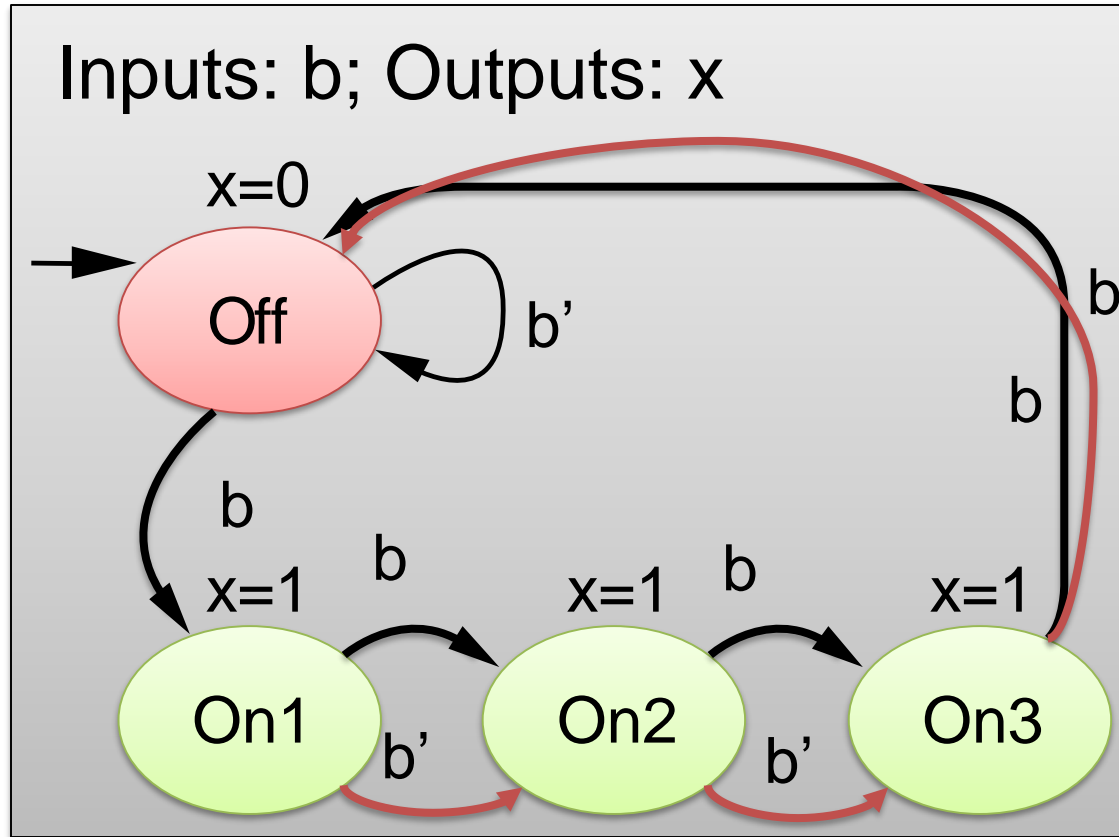 Inputs: b; Outputs: x
x=0
Off
b’
b
b
b
x=1
b
x=1
b
x=1
On1
On2
On3
b’
b’